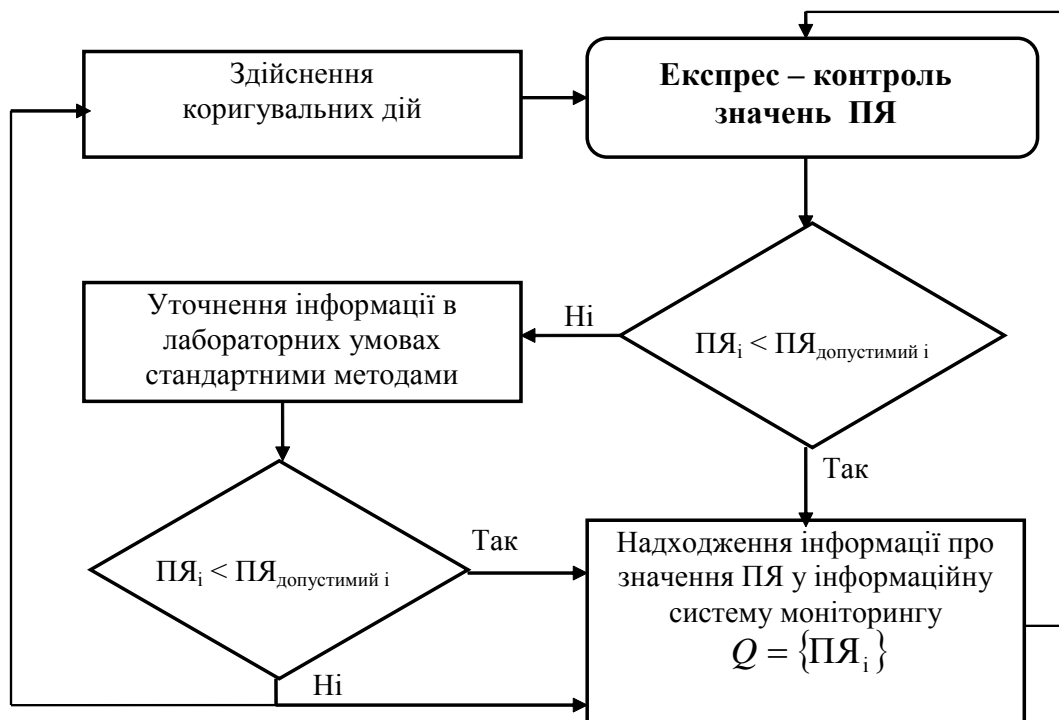 Здійснення
коригувальних дій
Експрес – контроль
значень ПЯ
Уточнення інформації в
лабораторних умовах
стандартними методами
Ні
ПЯi < ПЯдопустимий i
Так
ПЯi < ПЯдопустимий i
Так
Ні
Надходження інформації про
значення ПЯ у інформаційну
систему моніторингу
Q = {ПЯi}